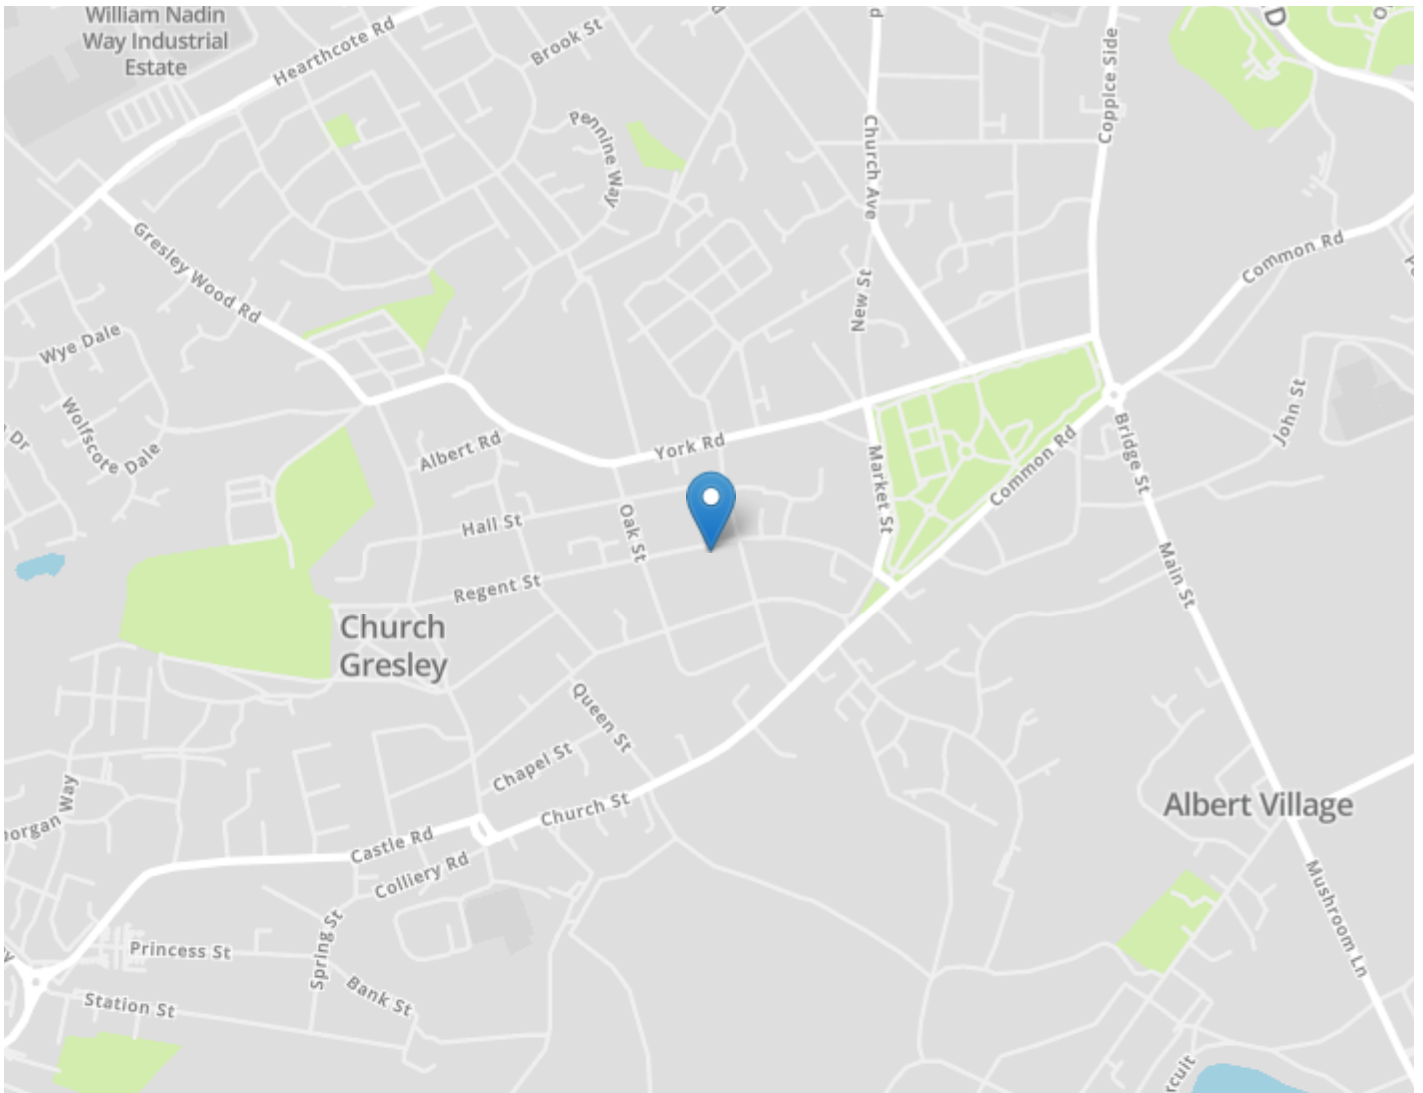 William Nadin
Way Industrial
Estate
Hearthcote Rd
Brook St
Pennine Way
Church Ave
Coppice Side
Gresley Wood Rd
Common Rd
New St
Wye Dale
Wolfscote Dale
Dr
Albert Rd
York Rd
John St
Market St
Common Rd
Bridge St
Hall St
Oak St
Regent St
Main St
Church
Gresley
Queen St
Chapel St
Church St
Way
Albert Village
Castle Rd
Colliery Rd
Mushroom Ln
Spring St
Princess St
Bank St
Station St